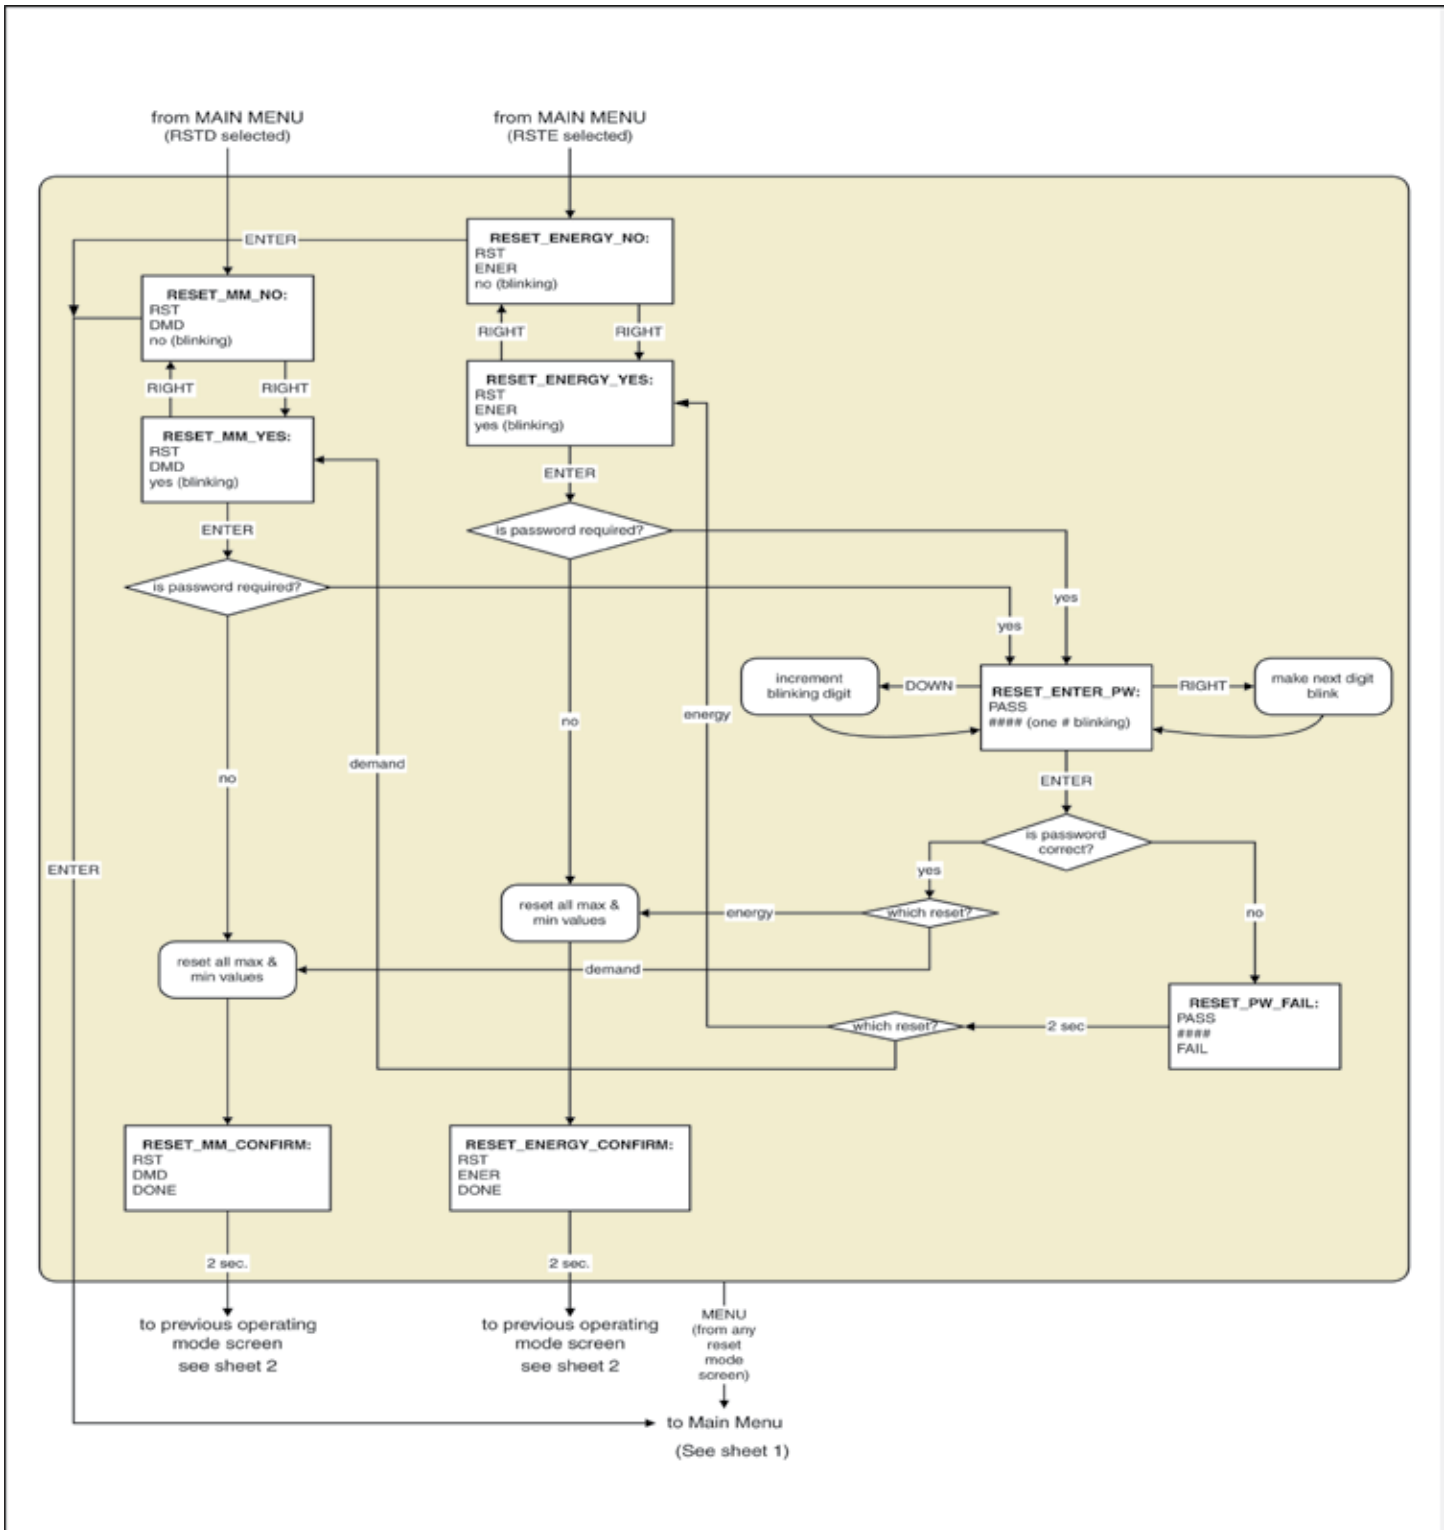 from MAIN MENU
(RSTD selected)
from MAIN MENU
(RSTE selected)
ENTER
RESET_ENERGY_NO:
RST
ENER
no (blinking)
RESET_MM_NO:
RST
DMD
no (blinking)
RIGHT
RIGHT
RIGHT
RIGHT
RESET_ENERGY_YES:
RST
ENER
yes (blinking)
RESET_MM_YES:
RST
DMD
yes (blinking)
ENTER
ENTER
is password required?
is password required?
yes
yes
increment
blinking digit
DOWN
RESET_ENTER_PW:
PASS
#### (one # blinking)
RIGHT
make next digit
blink
energy
no
demand
no
ENTER
is password
correct?
ENTER
yes
no
reset all max &
min values
energy
which reset?
reset all max &
min values
demand
RESET_PW_FAIL:
PASS
####
FAIL
which reset?
2 sec
RESET_MM_CONFIRM:
RST
DMD
DONE
RESET_ENERGY_CONFIRM:
RST
ENER
DONE
2 sec.
2 sec.
to previous operating
mode screen
see sheet 2
to previous operating
mode screen
see sheet 2
MENU
(from any
reset
mode
screen)
to Main Menu
(See sheet 1)